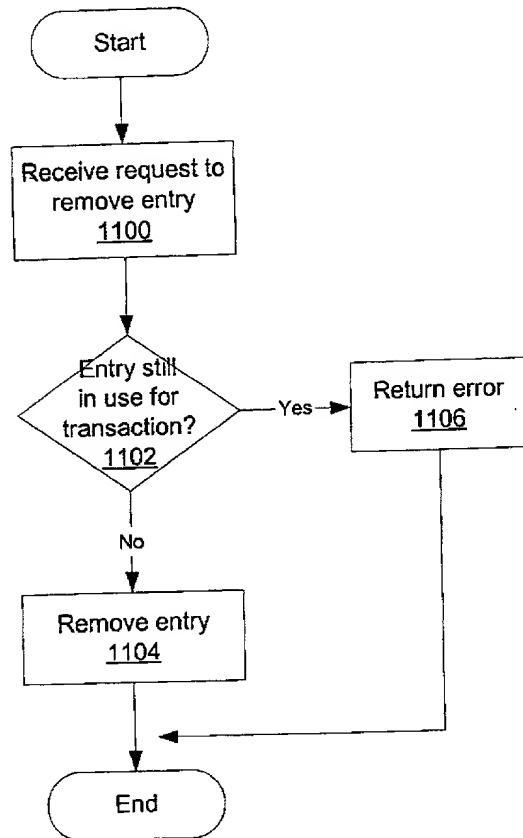 Start
Receive request to
remove entry
1100
Entry still
in use for
transaction?
1102
Yes
Return error
1106
No
Remove entry
1104
End